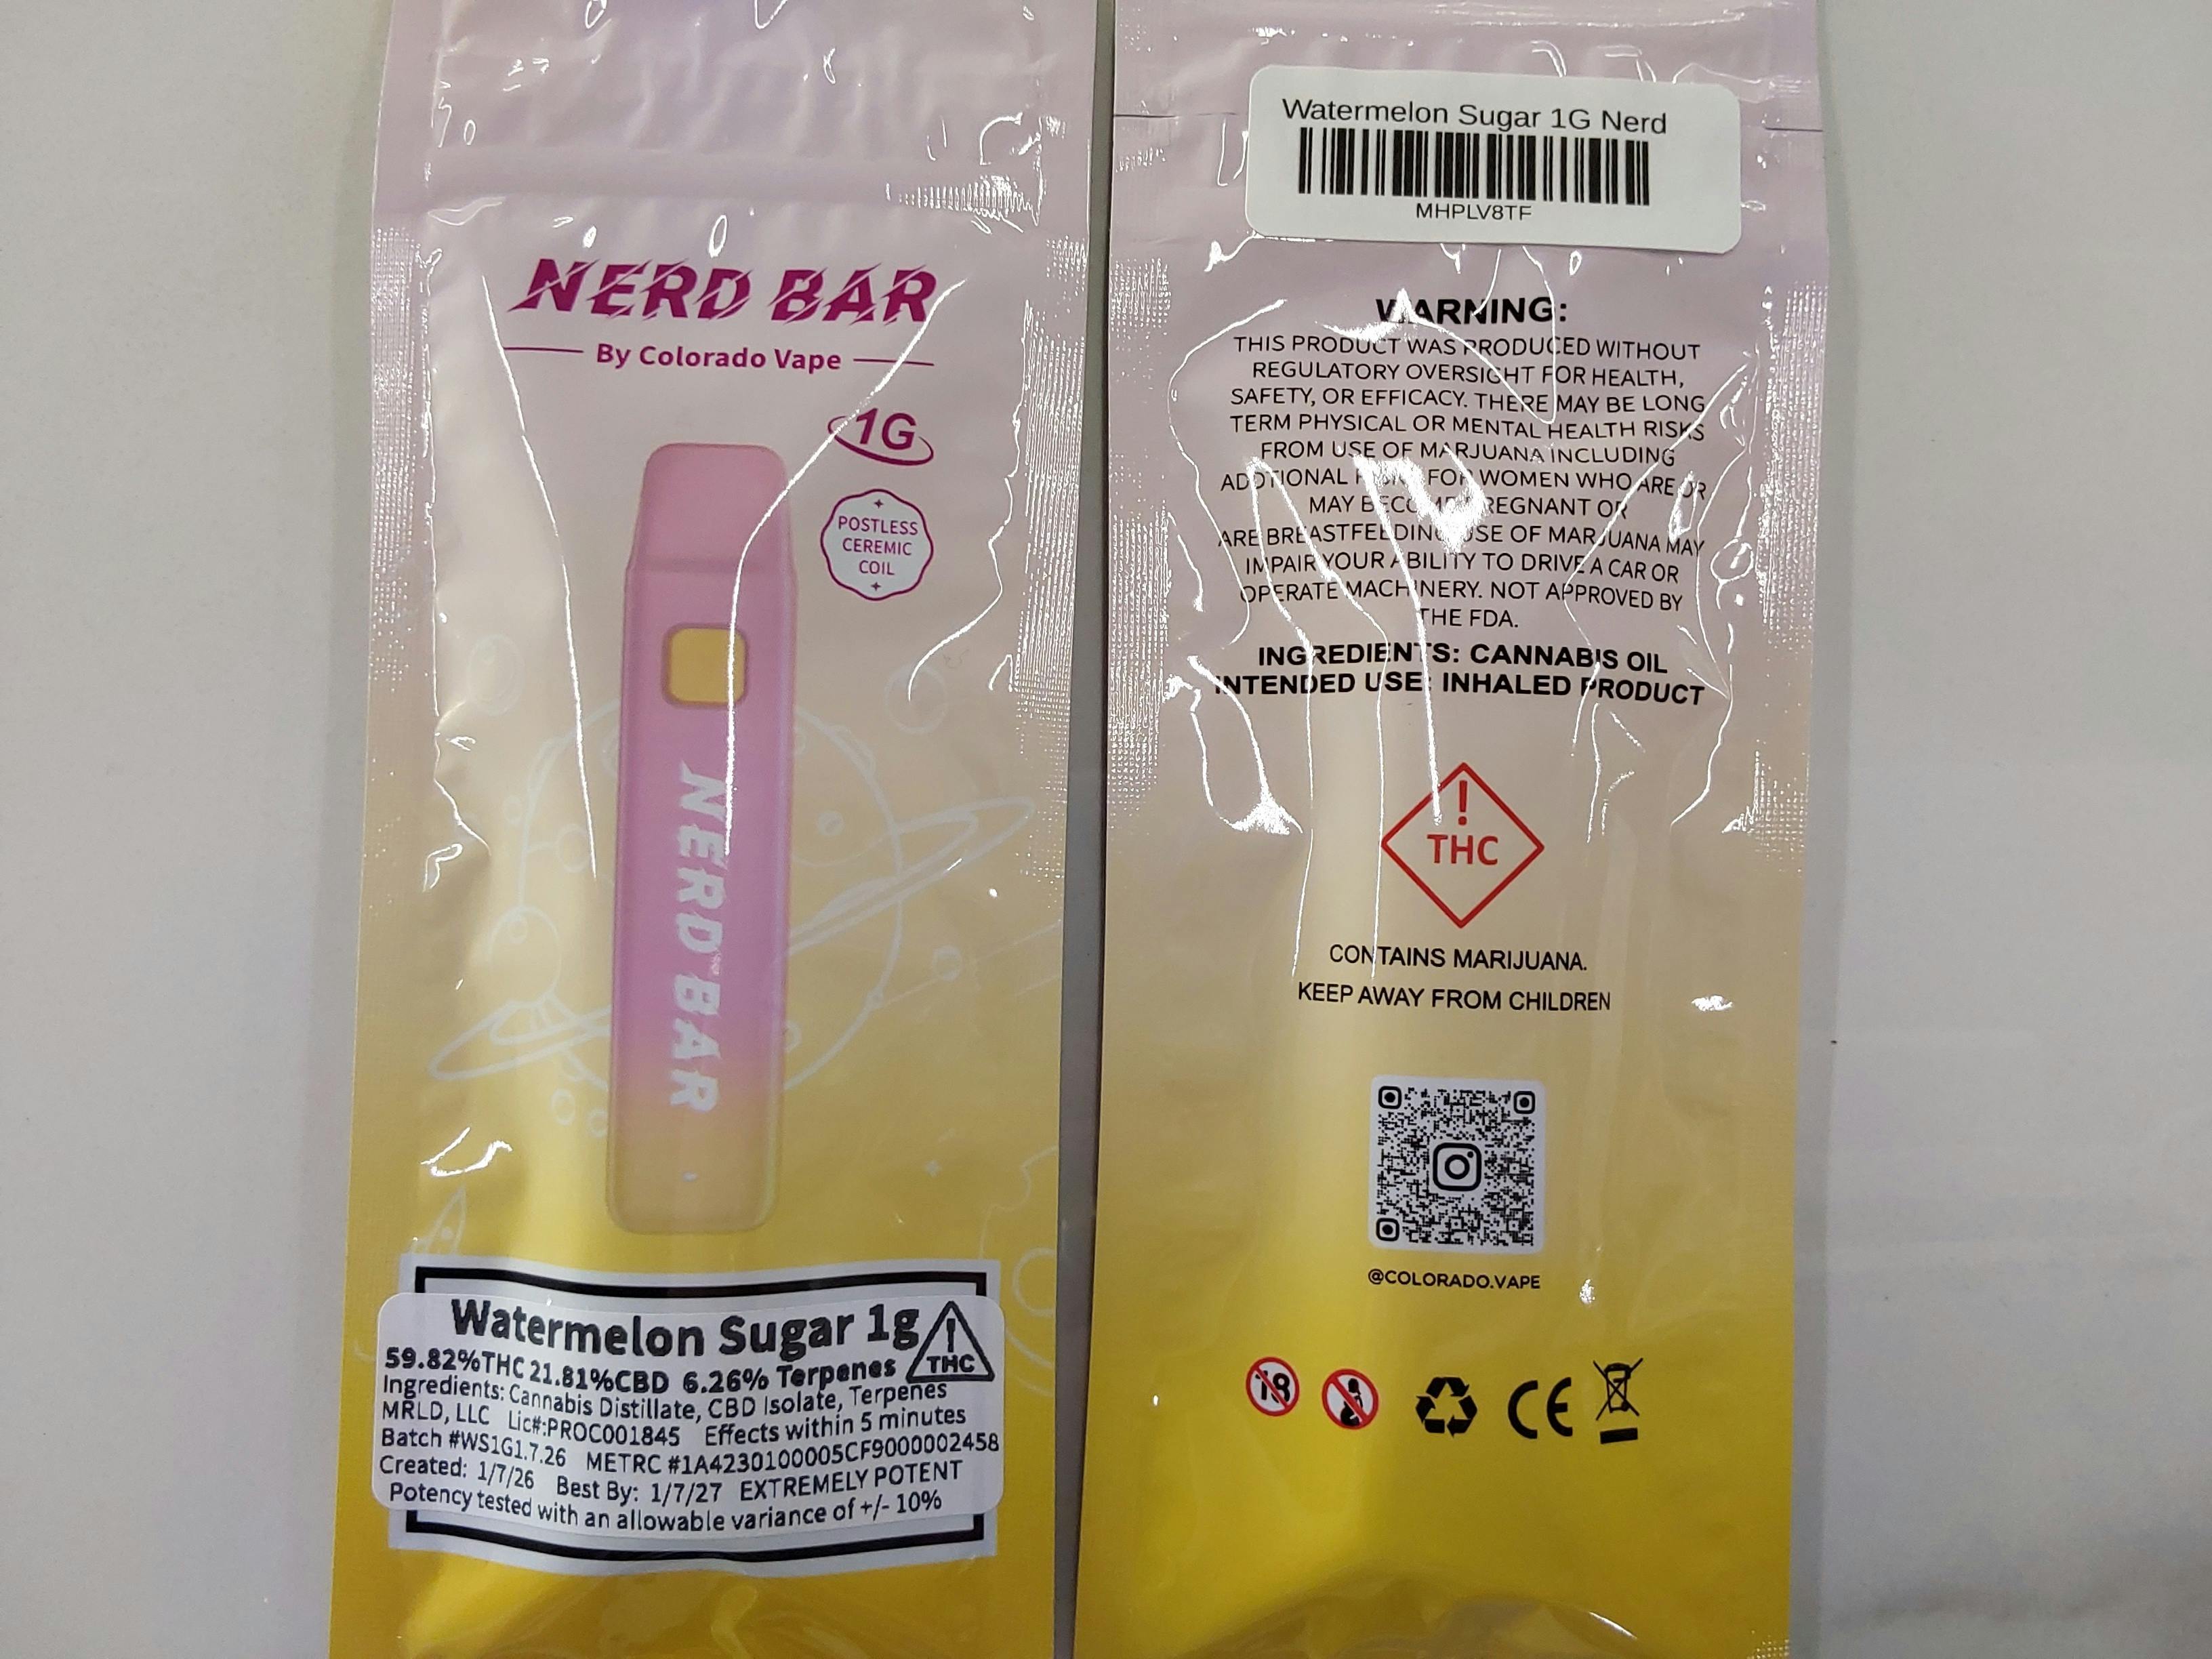 NERD BAR
By Colorado Vape
1G
POSTLESS
CEREMIC
COIL
NERD BAR
Watermelon Sugar 1g
!
THC
59.82%THC 21.81%CBD 6.26% Terpenes
Ingredients: Cannabis Distillate, CBD Isolate, Terpenes
MRLD, LLC Lic#:PROC001845 Effects within 5 minutes
Batch #WS1G1.7.26 METRC #1A4230100005CF9000002458
Created: 1/7/26 Best By: 1/7/27 EXTREMELY POTENT
Potency tested with an allowable variance of +/- 10%
Watermelon Sugar 1G Nerd
MHPLV8TF
WARNING:
THIS PRODUCT WAS PRODUCED WITHOUT
REGULATORY OVERSIGHT FOR HEALTH,
SAFETY, OR EFFICACY. THERE MAY BE LONG
TERM PHYSICAL OR MENTAL HEALTH RISKS
FROM USE OF MARJUANA INCLUDING
ADDTIONAL FOR WOMEN WHO ARE OR
MAY BECOME PREGNANT OR
ARE BREASTFEEDING USE OF MARJUANA MAY
IMPAIR YOUR ABILITY TO DRIVE A CAR OR
OPERATE MACHINERY. NOT APPROVED BY
THE FDA.
INGREDIENTS: CANNABIS OIL
INTENDED USE: INHALED PRODUCT
!
THC
CONTAINS MARIJUANA.
KEEP AWAY FROM CHILDREN
@COLORADO.VAPE
18
CE